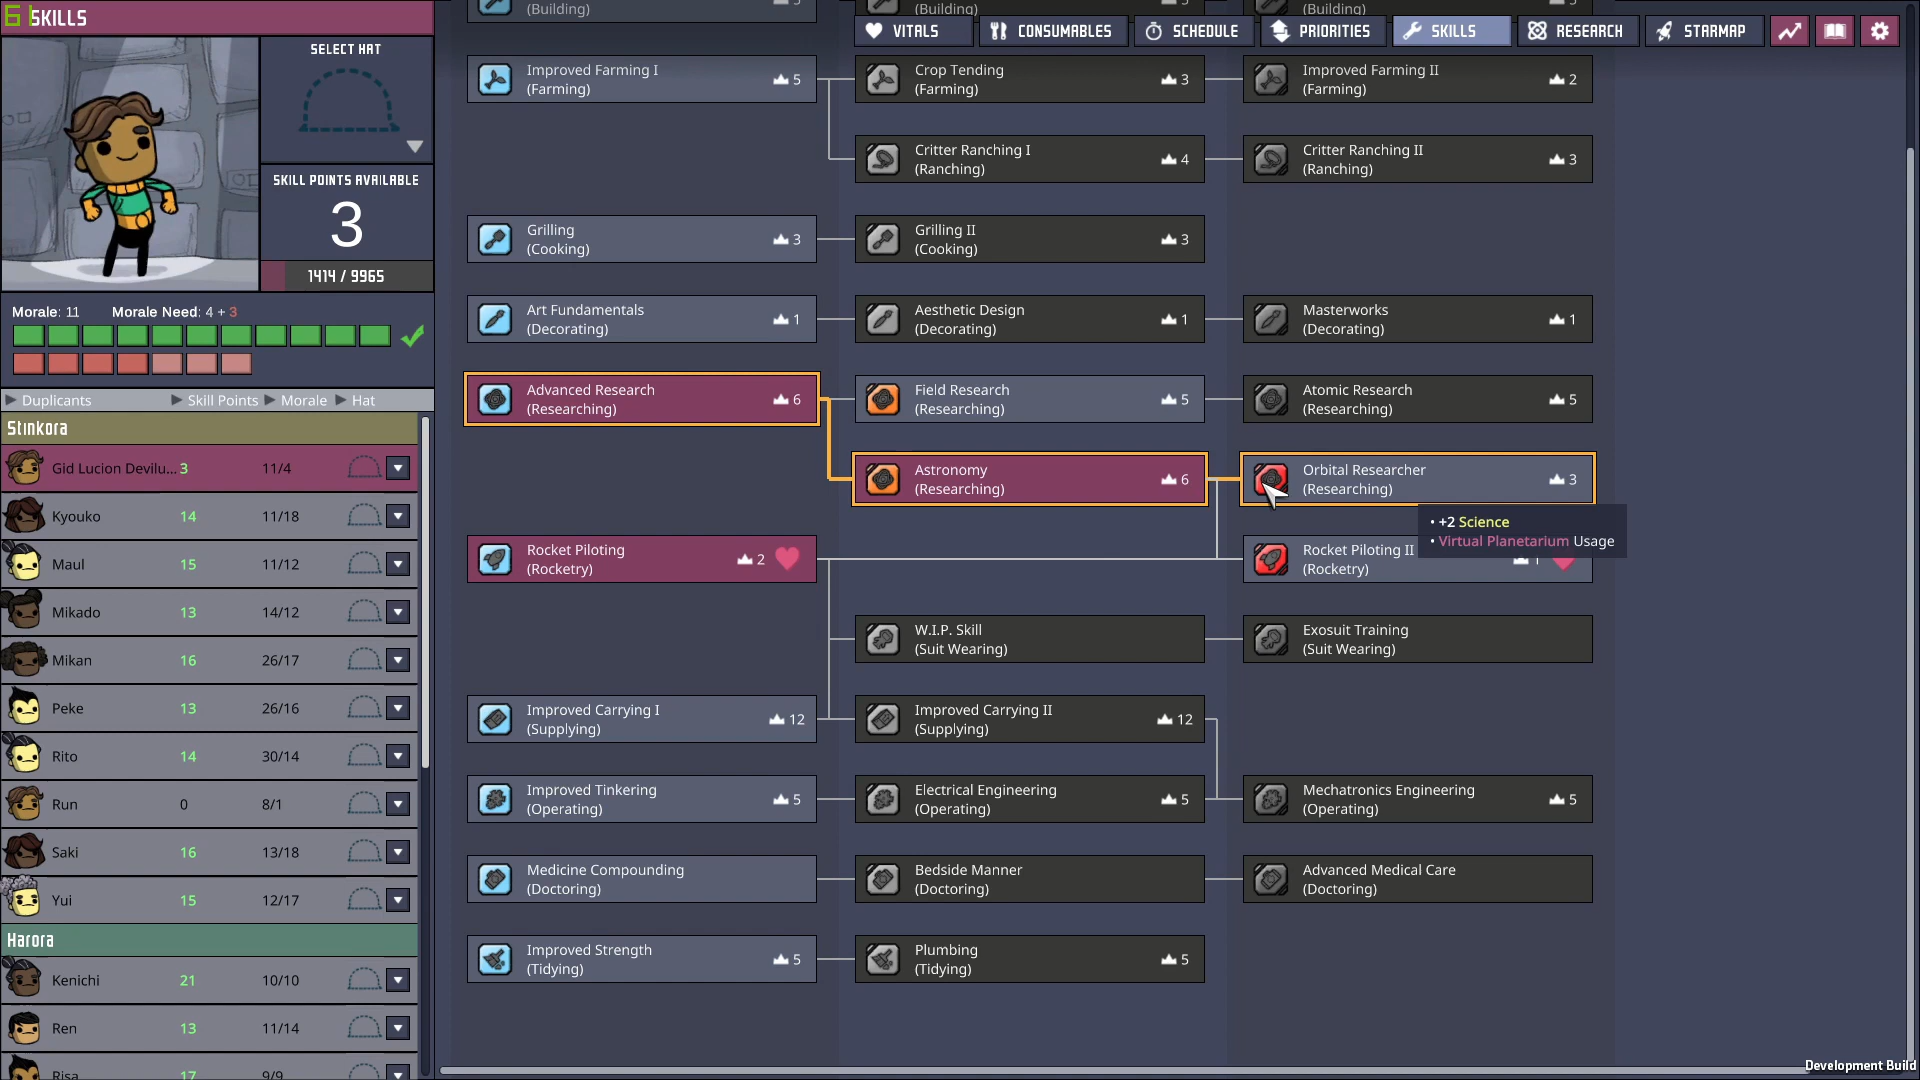 61
SKILLS
SELECT HAT
SKILL POINTS AVAILABLE
3
1414 / 9965
Morale: 11
Morale Need: 4 + 3
Duplicants
Skill Points
Morale
Hat
Stinkora
Gid Lucion Devilu... 3 11/4
Kyouko 14 11/18
Maul 15 11/12
Mikado 13 14/12
Mikan 16 26/17
Peke 13 26/16
Rito 14 30/14
Run 0 8/1
Saki 16 13/18
Yui 15 12/17
Harora
Kenichi 21 10/10
Ren 13 11/14
Risa 17 9/9
VITALS
CONSUMABLES
SCHEDULE
PRIORITIES
SKILLS
RESEARCH
STARMAP
(Building)
(Building)
(Building)
Improved Farming I
(Farming)
5
Crop Tending
(Farming)
3
Improved Farming II
(Farming)
2
Critter Ranching I
(Ranching)
4
Critter Ranching II
(Ranching)
3
Grilling
(Cooking)
3
Grilling II
(Cooking)
3
Art Fundamentals
(Decorating)
1
Aesthetic Design
(Decorating)
1
Masterworks
(Decorating)
1
Advanced Research
(Researching)
6
Field Research
(Researching)
5
Atomic Research
(Researching)
5
Astronomy
(Researching)
6
Orbital Researcher
(Researching)
3
• +2 Science
• Virtual Planetarium Usage
Rocket Piloting
(Rocketry)
2
Rocket Piloting II
(Rocketry)
1
W.I.P. Skill
(Suit Wearing)
Exosuit Training
(Suit Wearing)
Improved Carrying I
(Supplying)
12
Improved Carrying II
(Supplying)
12
Improved Tinkering
(Operating)
5
Electrical Engineering
(Operating)
5
Mechatronics Engineering
(Operating)
5
Medicine Compounding
(Doctoring)
Bedside Manner
(Doctoring)
Advanced Medical Care
(Doctoring)
Improved Strength
(Tidying)
5
Plumbing
(Tidying)
5
Development Build